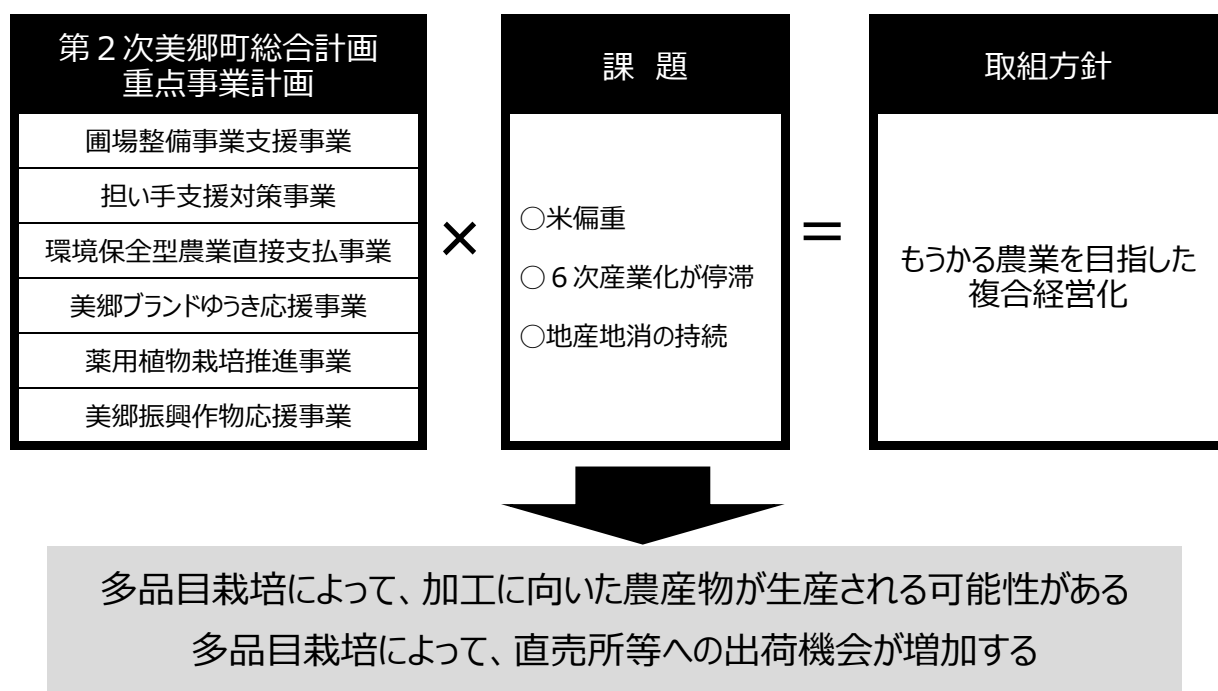 第２次美郷町総合計画
重点事業計画
圃場整備事業支援事業
担い手支援対策事業
環境保全型農業直接支払事業
美郷ブランドゆうき応援事業
薬用植物栽培推進事業
美郷振興作物応援事業
×
課 題
○米偏重
○６次産業化が停滞
○地産地消の持続
＝
取組方針
もうかる農業を目指した
複合経営化
多品目栽培によって、加工に向いた農産物が生産される可能性がある
多品目栽培によって、直売所等への出荷機会が増加する